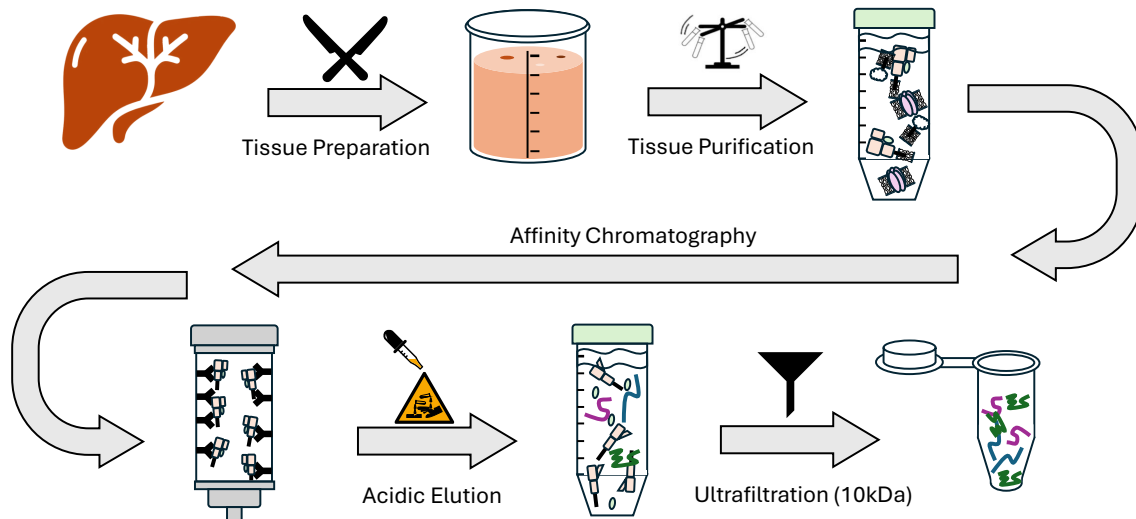 Tissue Preparation
Tissue Purification
Affinity Chromatography
Acidic Elution
Ultrafiltration (10kDa)